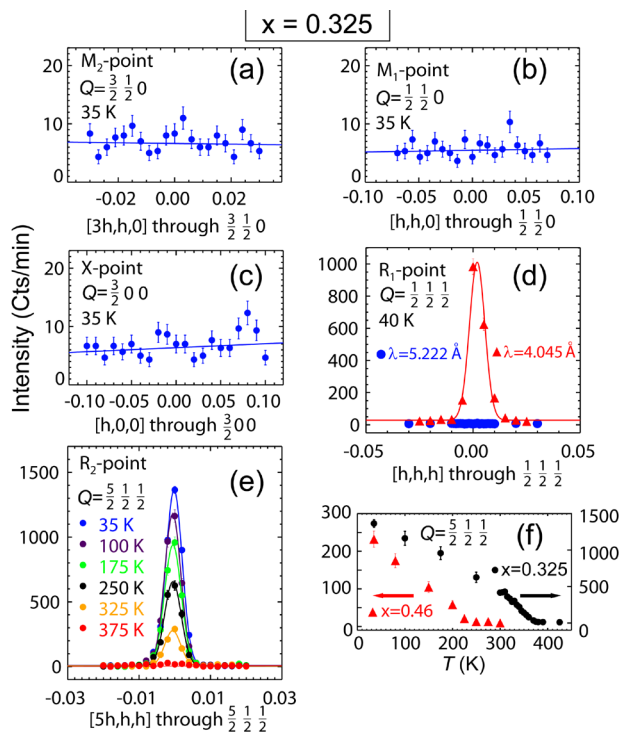 x = 0.325
Intensity (Cts/min)
M₂-point
(a)
Q=3/2 1/2 0
35 K
20
10
0
-0.02 0.00 0.02
[3h,h,0] through 3/2 1/2 0
M₁-point
(b)
Q=1/2 1/2 0
35 K
20
10
0
-0.10 -0.05 0.00 0.05 0.10
[h,h,0] through 1/2 1/2 0
X-point
(c)
Q=3/2 0 0
35 K
20
10
0
-0.10 -0.05 0.00 0.05 0.10
[h,0,0] through 3/2 0 0
R₁-point
(d)
Q=1/2 1/2 1/2
40 K
λ=5.222 Å
λ=4.045 Å
1000
800
600
400
200
0
-0.05 0.00 0.05
[h,h,h] through 1/2 1/2 1/2
R₂-point
(e)
Q=5/2 1/2 1/2
35 K
100 K
175 K
250 K
325 K
375 K
1500
1000
500
0
-0.03 -0.01 0.01 0.03
[5h,h,h] through 5/2 1/2 1/2
Q=5/2 1/2 1/2
(f)
x=0.325
x=0.46
300
200
100
0
1500
1000
500
0
0 100 200 300 400
T (K)